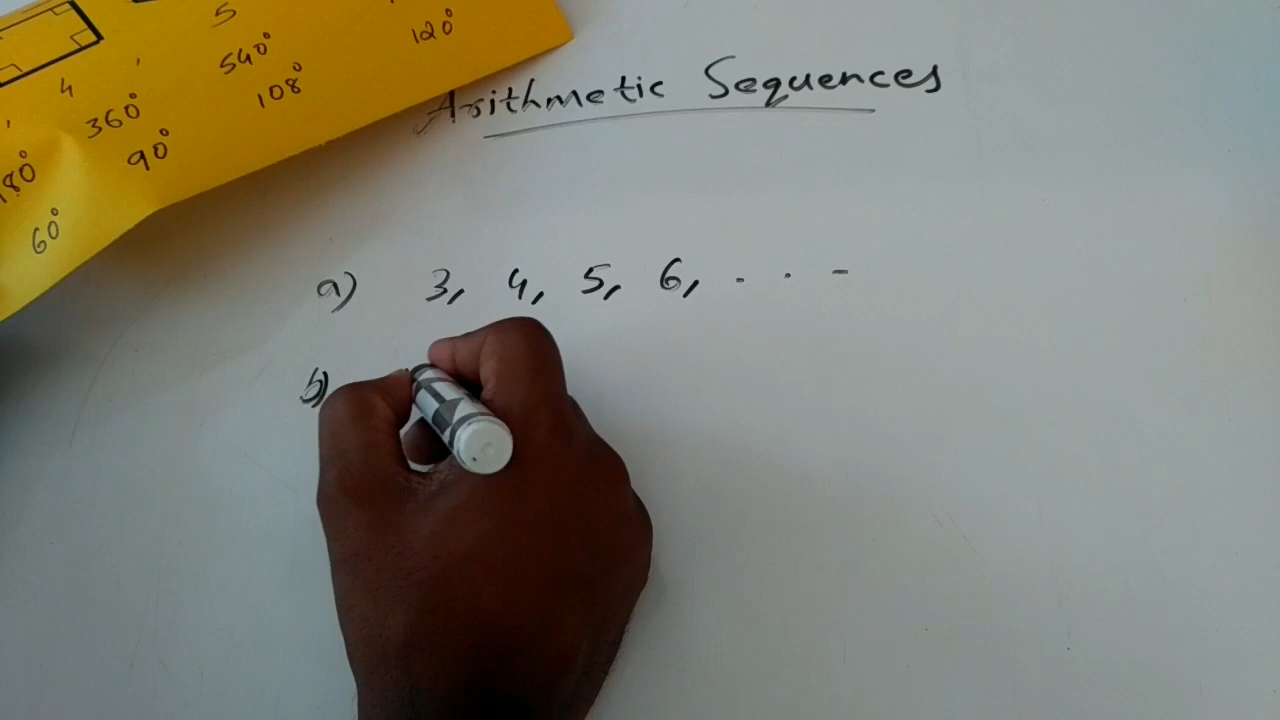 5
4 , 540° 120°
, 360° 108°
180° 90°
60°
Arithmetic Sequences
a) 3, 4, 5, 6, . . .
b)